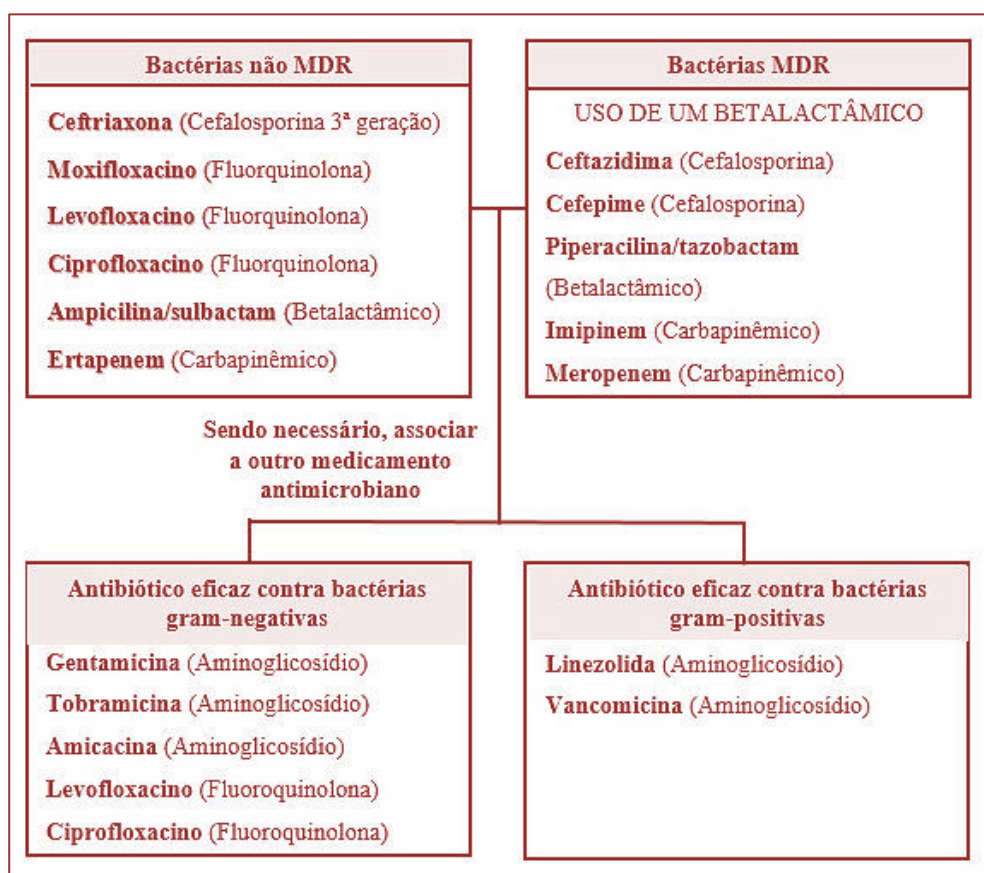 Bactérias não MDR
Ceftriaxona (Cefalosporina 3ª geração)
Moxifloxacino (Fluorquinolona)
Levofloxacino (Fluorquinolona)
Ciprofloxacino (Fluorquinolona)
Ampicilina/sulbactam (Betalactâmico)
Ertapenem (Carbapinêmico)
Bactérias MDR
USO DE UM BETALACTÂMICO
Ceftazidima (Cefalosporina)
Cefepime (Cefalosporina)
Piperacilina/tazobactam
(Betalactâmico)
Imipinem (Carbapinêmico)
Meropenem (Carbapinêmico)
Sendo necessário, associar
a outro medicamento
antimicrobiano
Antibiótico eficaz contra bactérias
gram-negativas
Gentamicina (Aminoglicosídio)
Tobramicina (Aminoglicosídio)
Amicacina (Aminoglicosídio)
Levofloxacino (Fluoroquinolona)
Ciprofloxacino (Fluoroquinolona)
Antibiótico eficaz contra bactérias
gram-positivas
Linezolida (Aminoglicosídio)
Vancomicina (Aminoglicosídio)